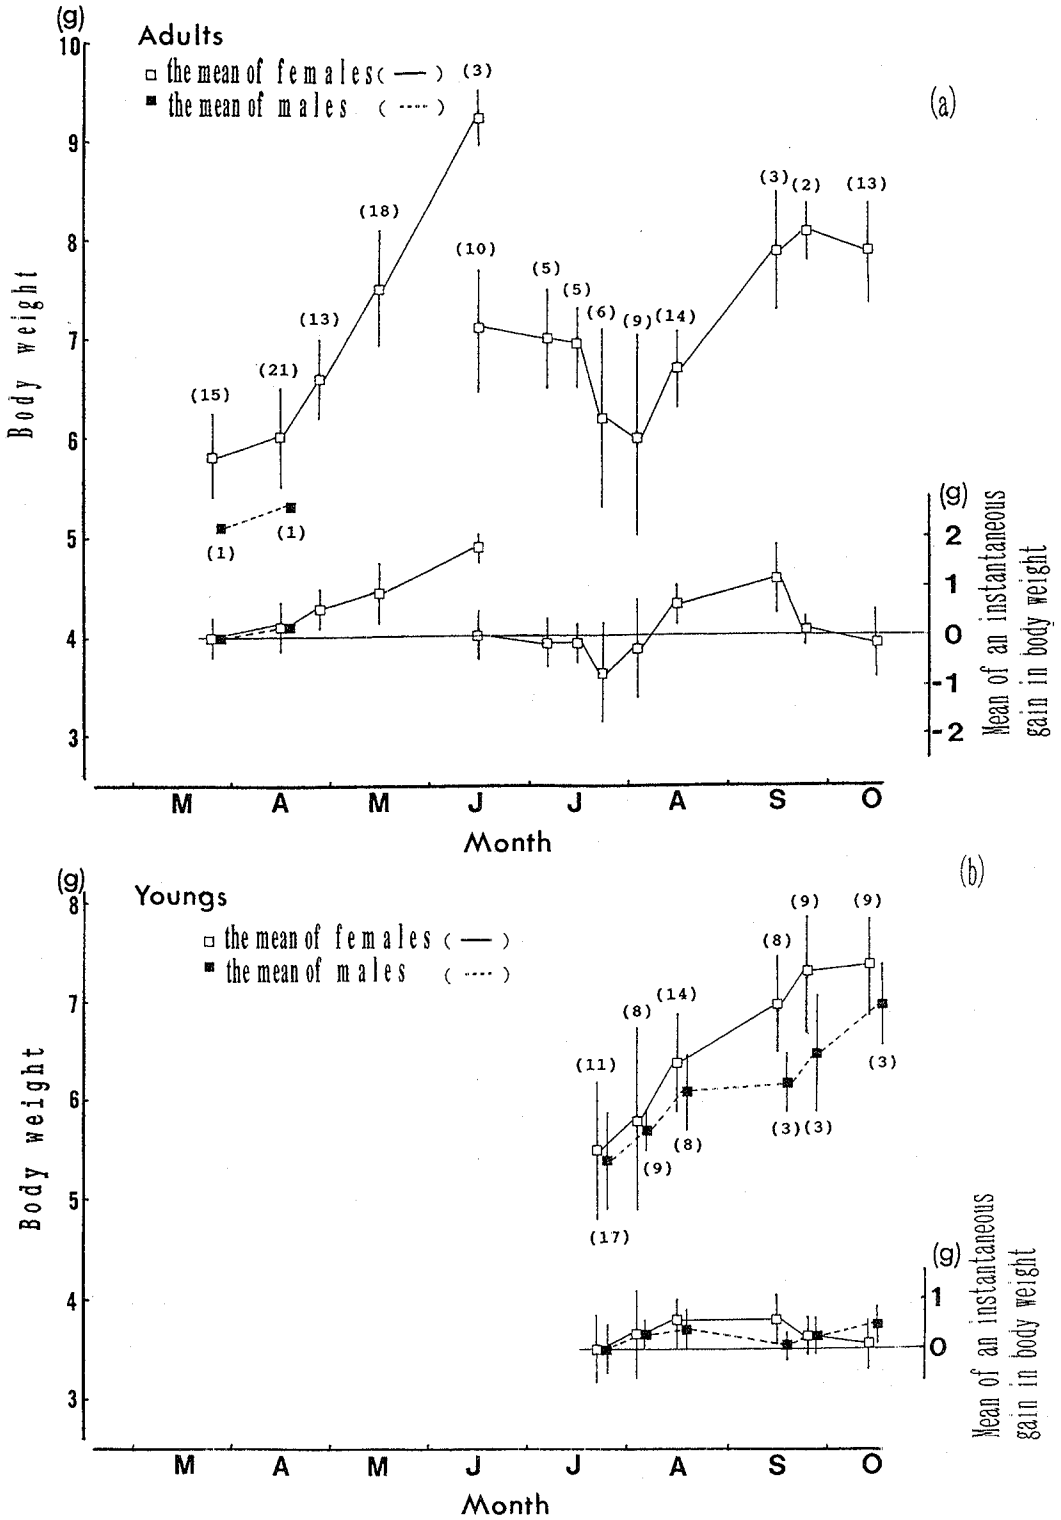 (g)
Adults
the mean of females ( — )
the mean of males ( ---- )
(a)
10
9
8
7
6
5
4
3
Body weight
(15)
(21)
(13)
(18)
(3)
(10)
(5)
(5)
(6)
(9)
(14)
(3)
(2)
(13)
(1)
(1)
(g)
2
1
0
-1
-2
Mean of an instantaneous
gain in body weight
M A M J J A S O
Month
(b)
(g)
Youngs
the mean of females ( — )
the mean of males ( ---- )
8
7
6
5
4
3
Body weight
(11)
(8)
(14)
(8)
(9)
(9)
(17)
(9)
(8)
(3)
(3)
(3)
(g)
1
0
Mean of an instantaneous
gain in body weight
M A M J J A S O
Month